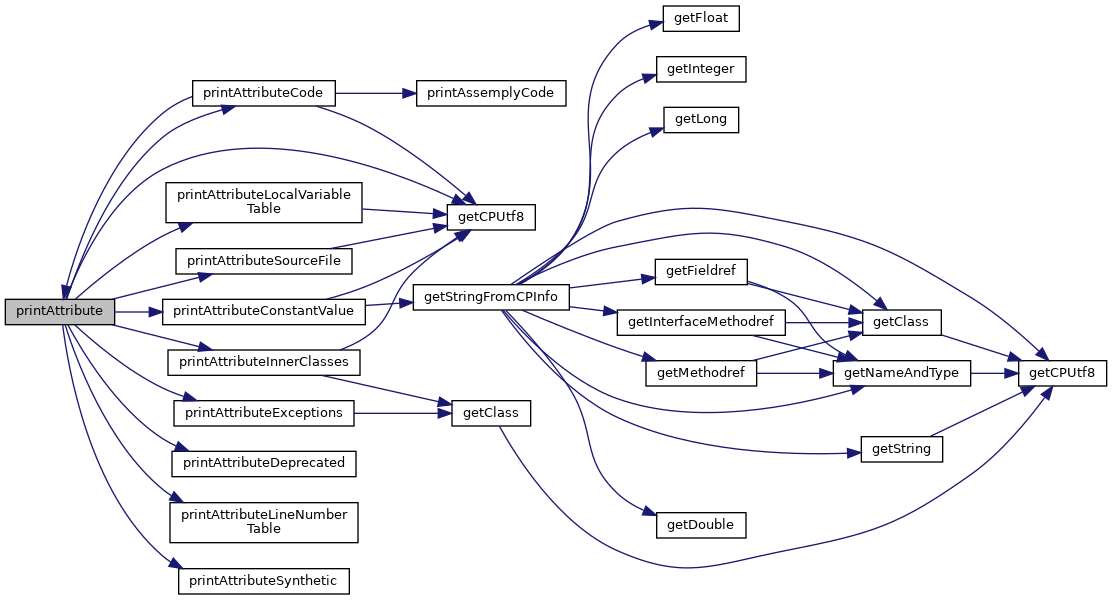 getFloat
getInteger
printAttributeCode
printAssemplyCode
getLong
printAttributeLocalVariable
Table
getCPUtf8
printAttributeSourceFile
getFieldref
getStringFromCPInfo
printAttribute
printAttributeConstantValue
getInterfaceMethodref
getClass
printAttributeInnerClasses
getMethodref
getNameAndType
getCPUtf8
printAttributeExceptions
getClass
getString
printAttributeDeprecated
printAttributeLineNumber
Table
getDouble
printAttributeSynthetic